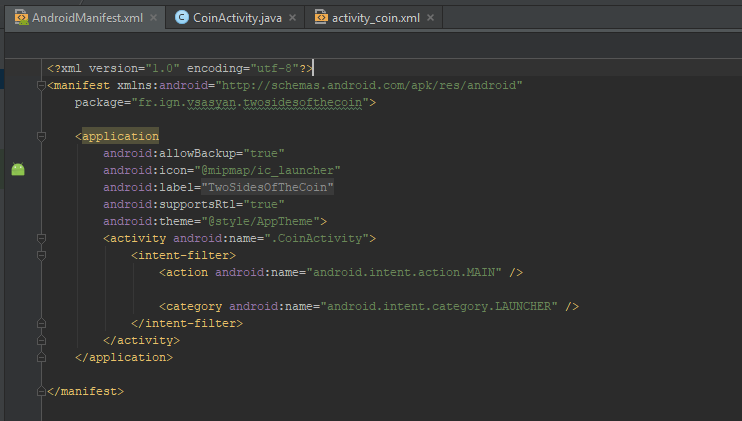 AndroidManifest.xml CoinActivity.java activity_coin.xml
<?xml version="1.0" encoding="utf-8"?>
<manifest xmlns:android="http://schemas.android.com/apk/res/android"
    package="fr.ign.vsasyan.twosidesofthecoin">

    <application
        android:allowBackup="true"
        android:icon="@mipmap/ic_launcher"
        android:label="TwoSidesOfTheCoin"
        android:supportsRtl="true"
        android:theme="@style/AppTheme">
        <activity android:name=".CoinActivity">
            <intent-filter>
                <action android:name="android.intent.action.MAIN" />

                <category android:name="android.intent.category.LAUNCHER" />
            </intent-filter>
        </activity>
    </application>

</manifest>